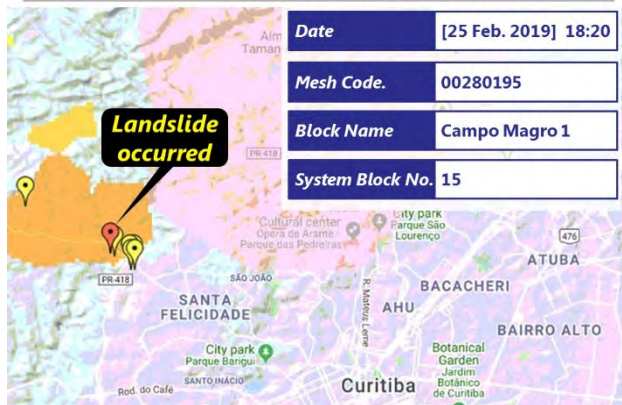 Date [25 Feb. 2019] 18:20
Mesh Code. 00280195
Block Name Campo Magro 1
System Block No. 15
Alm
Taman
Landslide
occurred
PR-418
Cultural center
Ópera de Arame
Parque das Pedreiras
City park
Parque São
Lourenço
476
ATUBA
PR-418
SÃO JOÃO
SANTA
FELICIDADE
R. Mateus Leme
BACACHERI
AHU
BAIRRO ALTO
City park
Parque Barigui
Botanical
Garden
Jardim
Botânico
de Curitiba
SANTO INÁCIO
Rod. do Café
Curitiba